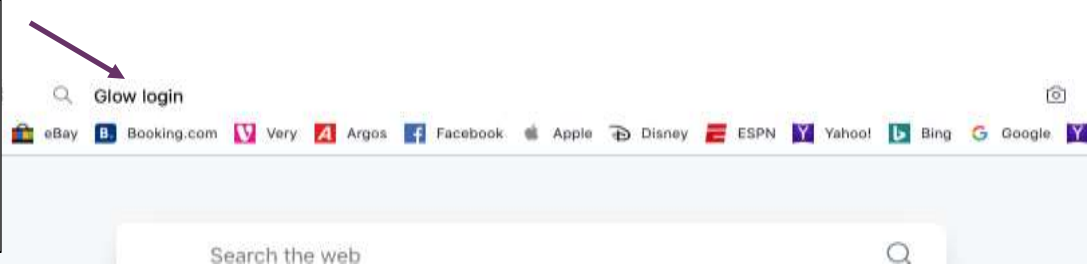 Glow login
eBay B. Booking.com V Very A Argos f Facebook Apple D Disney E ESPN Y Yahoo! b Bing G Google Y
Search the web